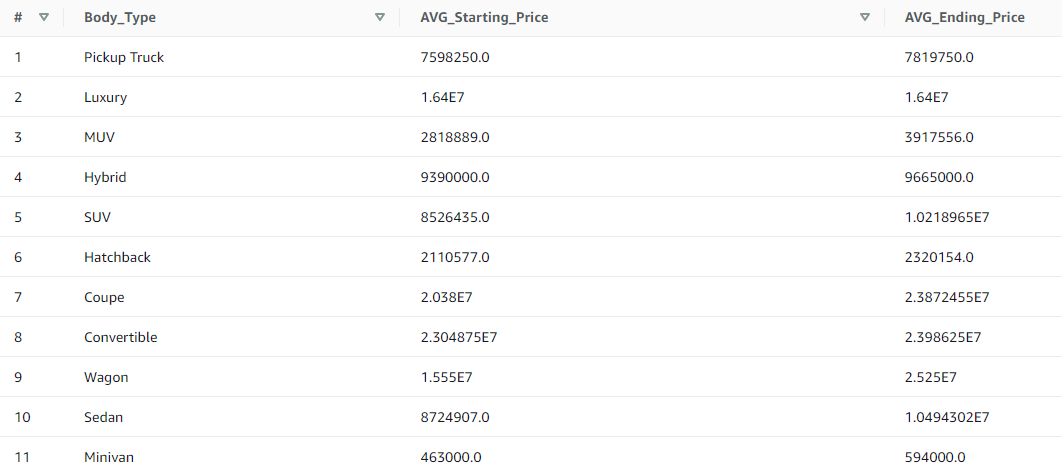 # Body_Type AVG_Starting_Price AVG_Ending_Price
1 Pickup Truck 7598250.0 7819750.0
2 Luxury 1.64E7 1.64E7
3 MUV 2818889.0 3917556.0
4 Hybrid 9390000.0 9665000.0
5 SUV 8526435.0 1.0218965E7
6 Hatchback 2110577.0 2320154.0
7 Coupe 2.038E7 2.3872455E7
8 Convertible 2.304875E7 2.398625E7
9 Wagon 1.555E7 2.525E7
10 Sedan 8724907.0 1.0494302E7
11 Minivan 463000.0 594000.0